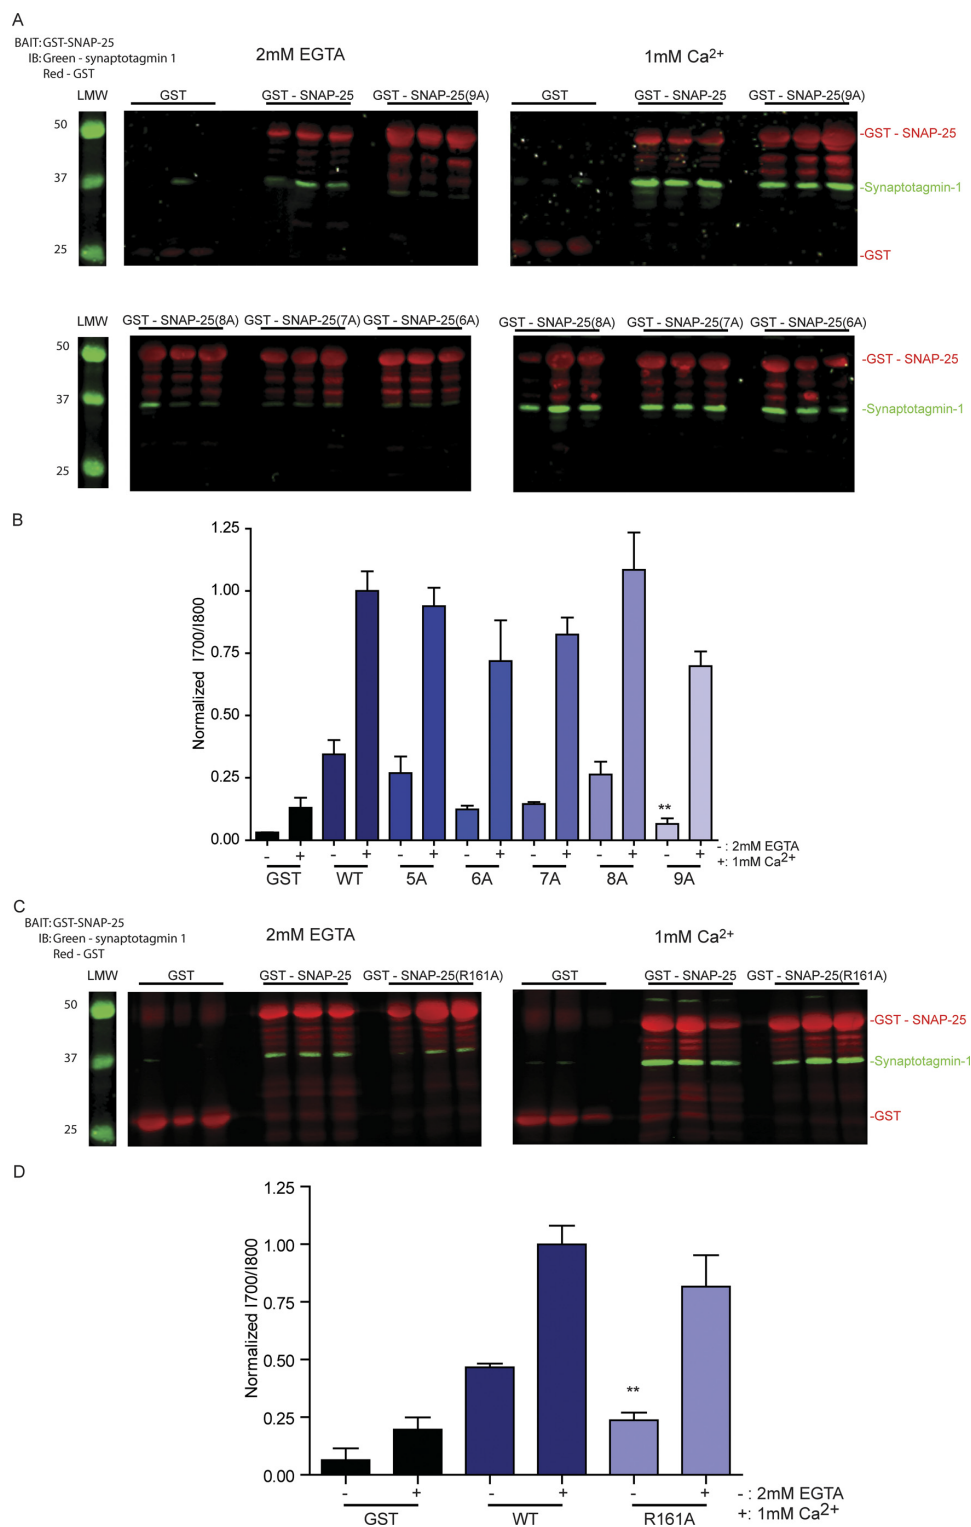 A
BAIT: GST-SNAP-25
IB: Green - synaptotagmin 1
Red - GST
2mM EGTA
1mM Ca2+
LMW
GST
GST - SNAP-25
GST - SNAP-25(9A)
GST
GST - SNAP-25
GST - SNAP-25(9A)
50
37
25
-GST - SNAP-25
-Synaptotagmin-1
-GST
LMW
GST - SNAP-25(8A)
GST - SNAP-25(7A)
GST - SNAP-25(6A)
GST - SNAP-25(8A)
GST - SNAP-25(7A)
GST - SNAP-25(6A)
50
37
25
-GST - SNAP-25
-Synaptotagmin-1
B
Normalized I700/I800
1.25
1.00
0.75
0.50
0.25
0.00
**
- + - + - + - + - + - + - +
- : 2mM EGTA
+: 1mM Ca2+
GST WT 5A 6A 7A 8A 9A
C
BAIT: GST-SNAP-25
IB: Green - synaptotagmin 1
Red - GST
2mM EGTA
1mM Ca2+
LMW
GST
GST - SNAP-25
GST - SNAP-25(R161A)
GST
GST - SNAP-25
GST - SNAP-25(R161A)
50
37
25
-GST - SNAP-25
-Synaptotagmin-1
-GST
D
Normalized I700/I800
1.25
1.00
0.75
0.50
0.25
0.00
**
- + - + - +
- : 2mM EGTA
+: 1mM Ca2+
GST WT R161A